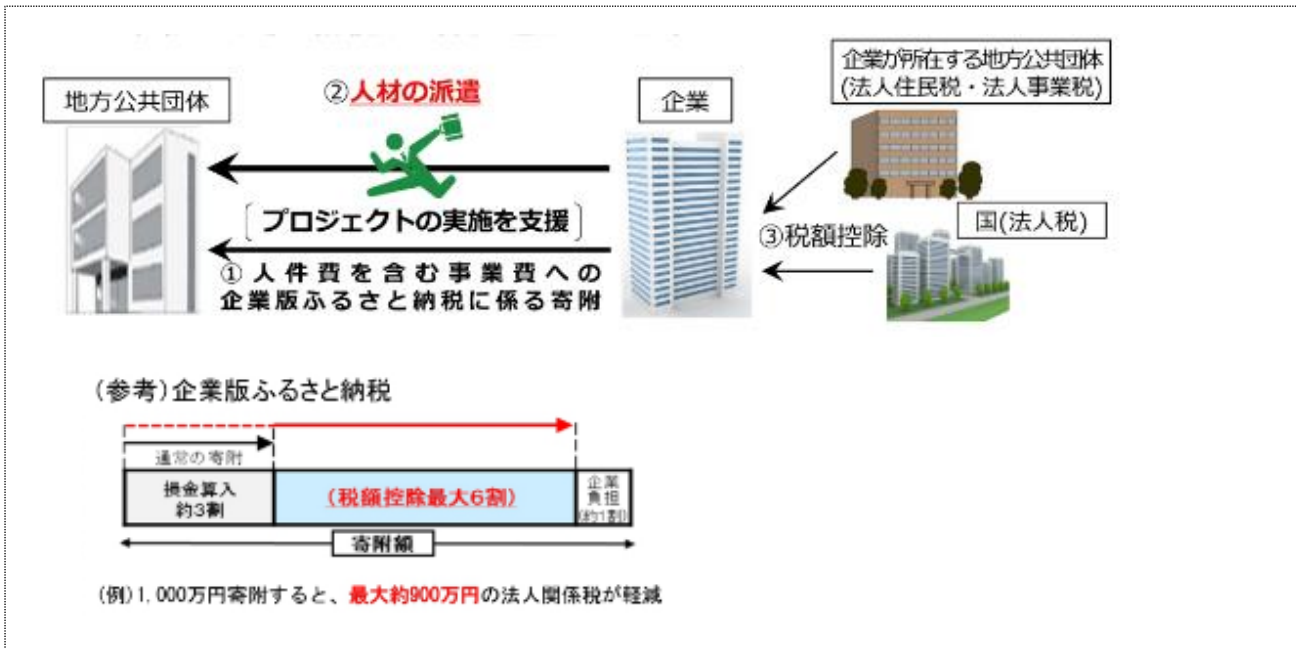 地方公共団体
②人材の派遣
企業
企業が所在する地方公共団体
(法人住民税・法人事業税)
プロジェクトの実施を支援
国(法人税)
③税額控除
①人件費を含む事業費への
企業版ふるさと納税に係る寄附
(参考)企業版ふるさと納税
通常の寄附
損金算入
約3割
(税額控除最大6割)
企業
負担
(約1割)
寄附額
(例)1,000万円寄附すると、最大約900万円の法人関係税が軽減